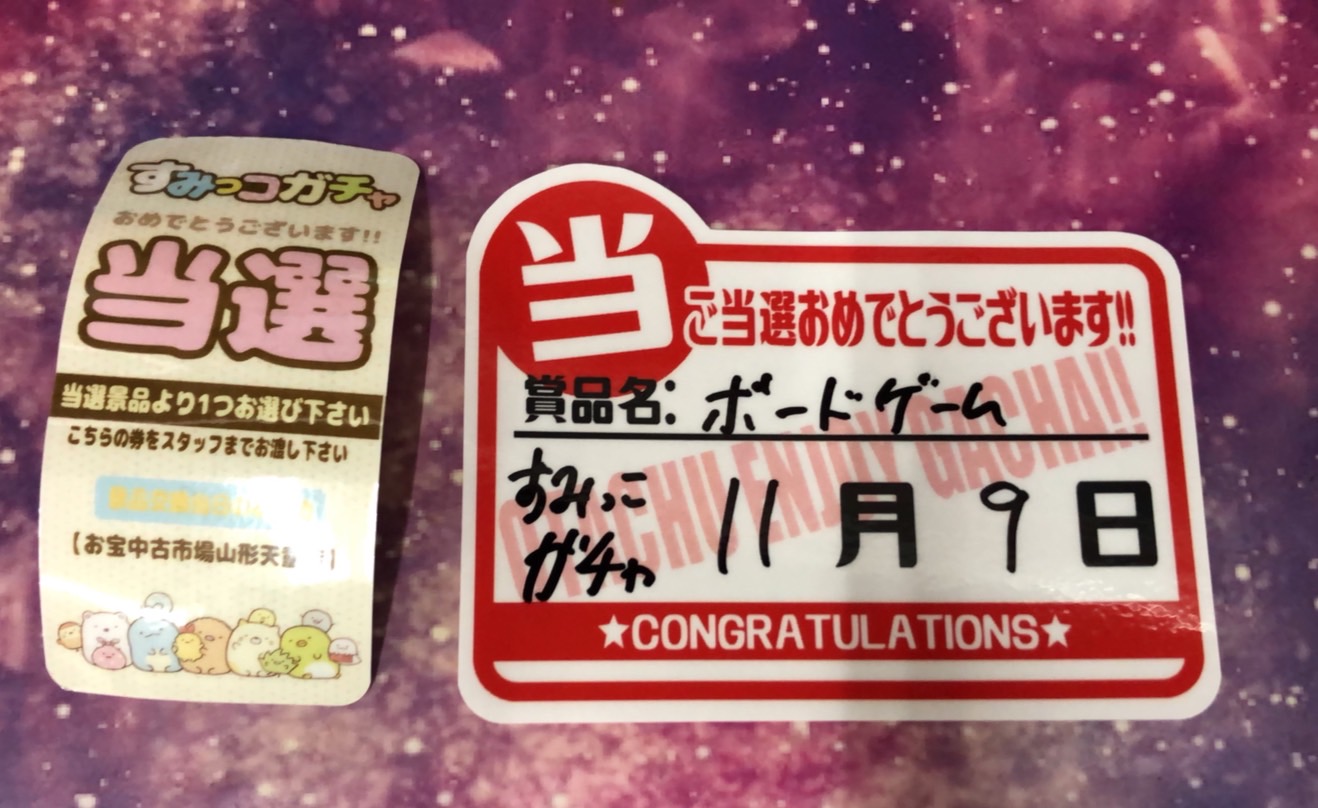 すみっコガチャ
おめでとうございます!!
当選
当選景品より1つお選び下さい
こちらの券をスタッフまでお渡し下さい
【お宝中古市場山形天
当
ご当選おめでとうございます!!
賞品名: ボードゲーム
すみっこ
ガチャ
11月9日
GACHU ENJOY GACHA!!
★CONGRATULATIONS★